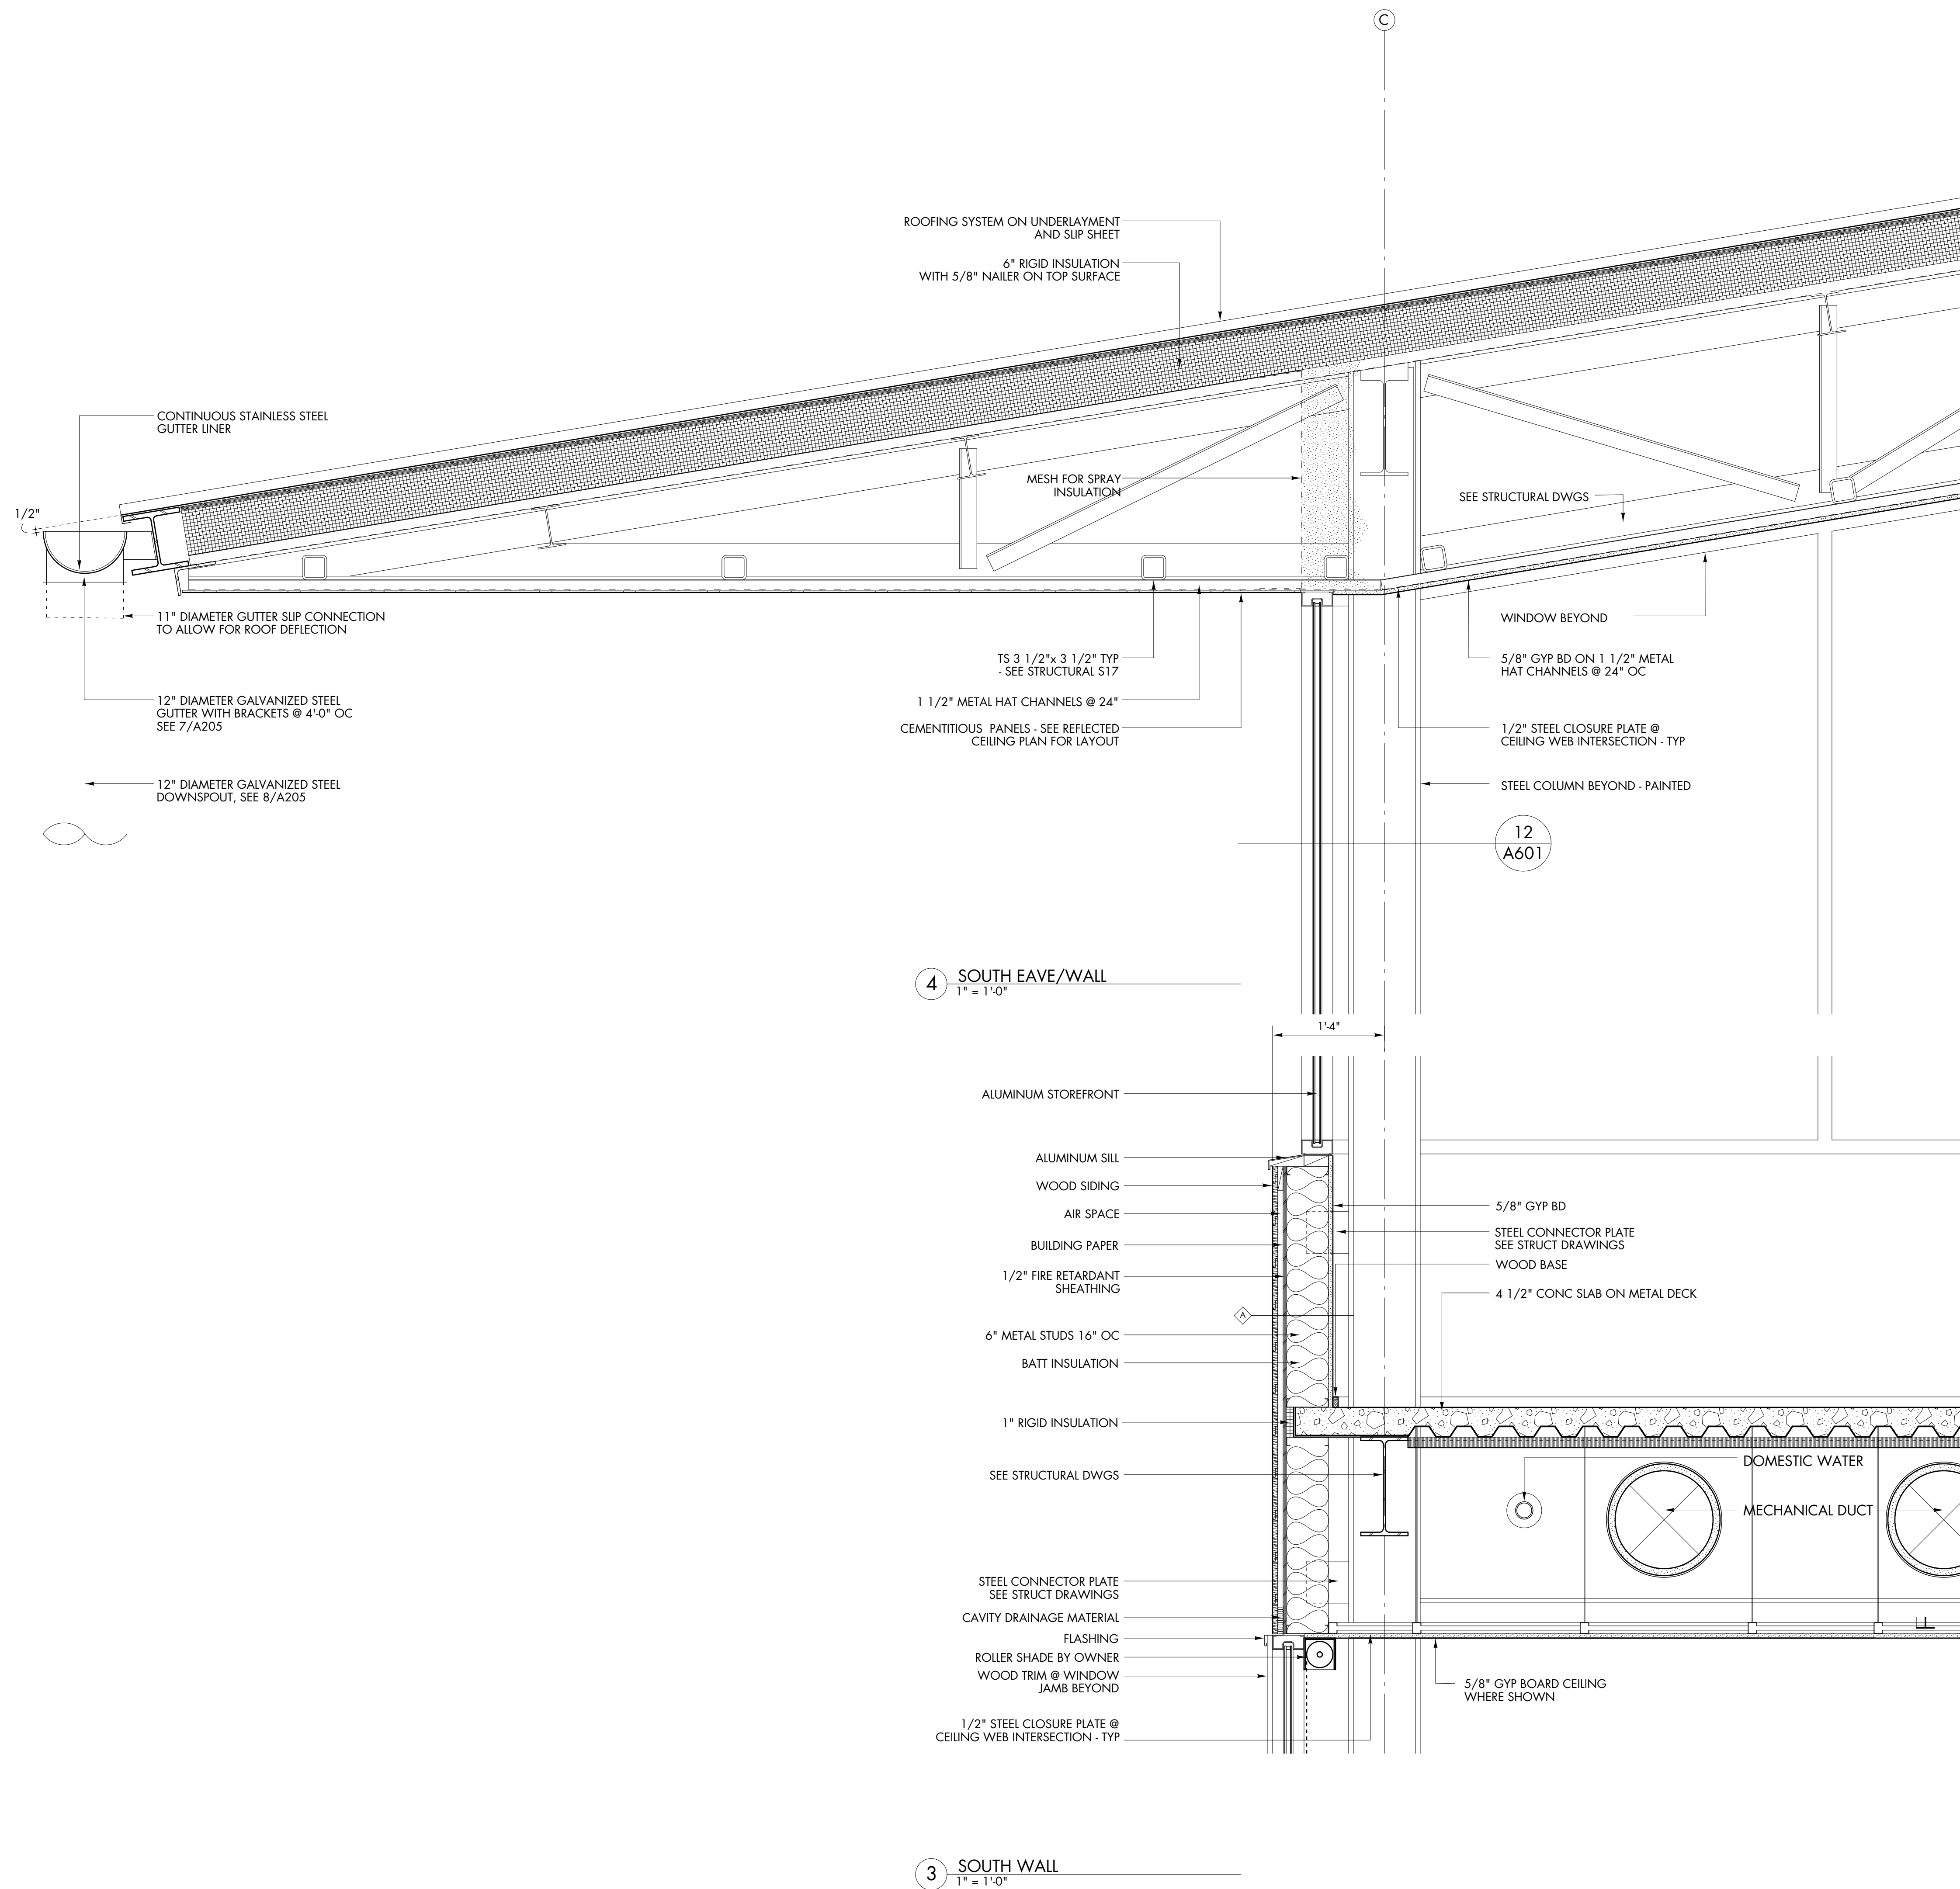 C
ROOFING SYSTEM ON UNDERLAYMENT
AND SLIP SHEET
6" RIGID INSULATION
WITH 5/8" NAILER ON TOP SURFACE
CONTINUOUS STAINLESS STEEL
GUTTER LINER
MESH FOR SPRAY
INSULATION
SEE STRUCTURAL DWGS
1/2"
11" DIAMETER GUTTER SLIP CONNECTION
TO ALLOW FOR ROOF DEFLECTION
WINDOW BEYOND
TS 3 1/2"x 3 1/2" TYP
- SEE STRUCTURAL S17
5/8" GYP BD ON 1 1/2" METAL
HAT CHANNELS @ 24" OC
12" DIAMETER GALVANIZED STEEL
GUTTER WITH BRACKETS @ 4'-0" OC
SEE 7/A205
1 1/2" METAL HAT CHANNELS @ 24"
CEMENTITIOUS PANELS - SEE REFLECTED
CEILING PLAN FOR LAYOUT
1/2" STEEL CLOSURE PLATE @
CEILING WEB INTERSECTION - TYP
12" DIAMETER GALVANIZED STEEL
DOWNSPOUT, SEE 8/A205
STEEL COLUMN BEYOND - PAINTED
12
A601
4
SOUTH EAVE/WALL
1" = 1'-0"
1'-4"
ALUMINUM STOREFRONT
ALUMINUM SILL
WOOD SIDING
AIR SPACE
BUILDING PAPER
1/2" FIRE RETARDANT
SHEATHING
A
6" METAL STUDS 16" OC
BATT INSULATION
1" RIGID INSULATION
SEE STRUCTURAL DWGS
STEEL CONNECTOR PLATE
SEE STRUCT DRAWINGS
CAVITY DRAINAGE MATERIAL
FLASHING
ROLLER SHADE BY OWNER
WOOD TRIM @ WINDOW
JAMB BEYOND
1/2" STEEL CLOSURE PLATE @
CEILING WEB INTERSECTION - TYP
5/8" GYP BD
STEEL CONNECTOR PLATE
SEE STRUCT DRAWINGS
WOOD BASE
4 1/2" CONC SLAB ON METAL DECK
DOMESTIC WATER
MECHANICAL DUCT
5/8" GYP BOARD CEILING
WHERE SHOWN
3
SOUTH WALL
1" = 1'-0"